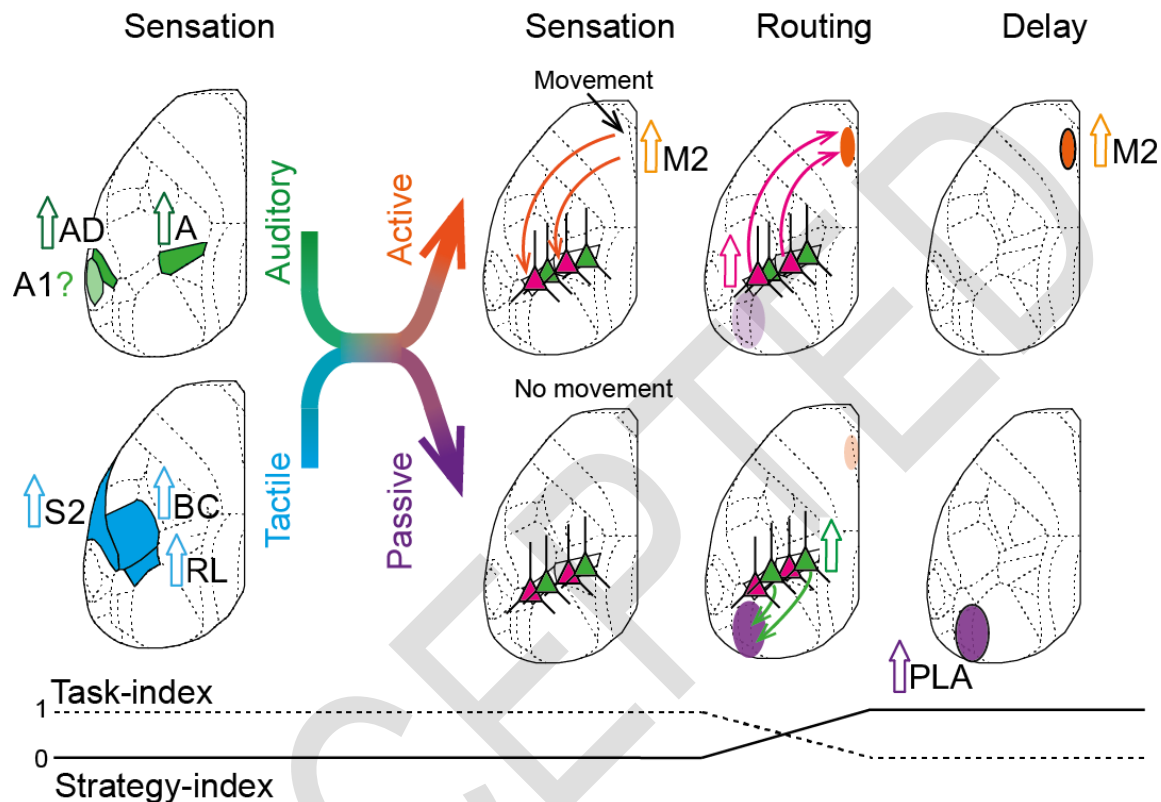 Sensation
Sensation
Routing
Delay
Movement
M2
M2
AD
A
A1?
Auditory
Active
No movement
S2
BC
RL
Tactile
Passive
PLA
Task-index
1
0
Strategy-index